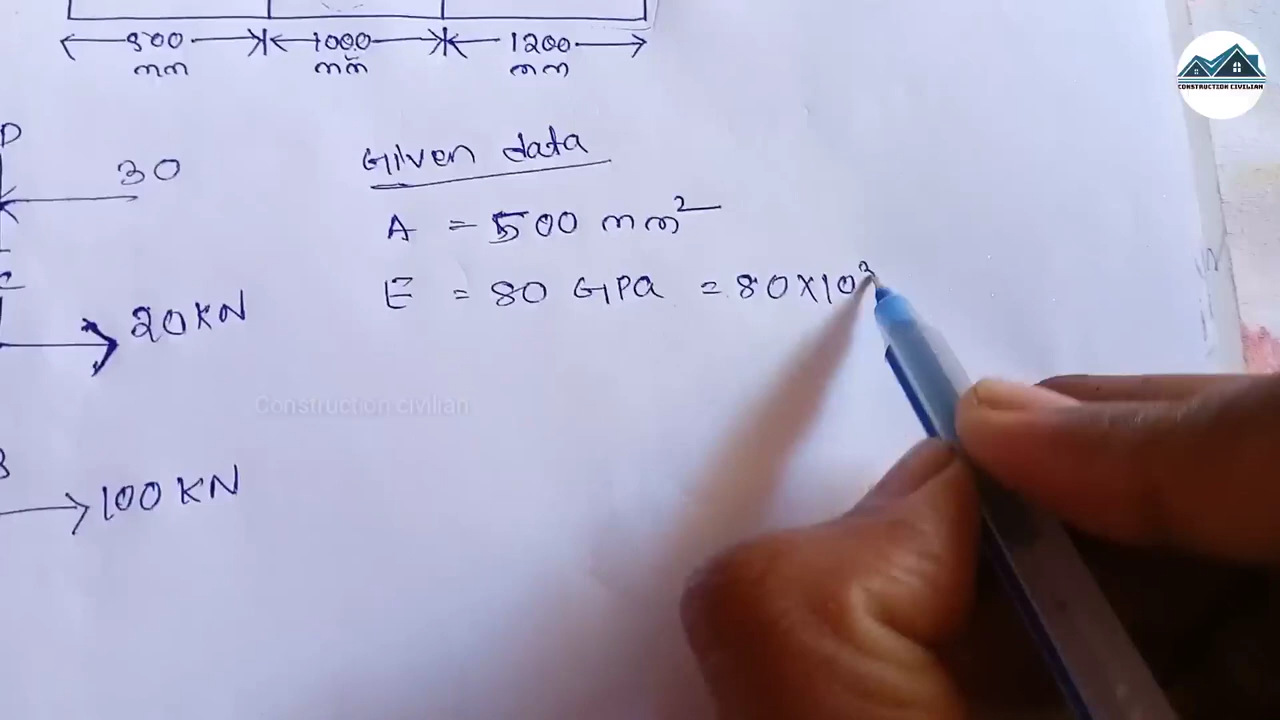 800 1000 1200
mm mm mm
D
30
Given data
A = 500 mm²
E = 80 GPa = 80×10³
20 KN
100 KN
Construction civilian
CONSTRUCTION CIVILIAN